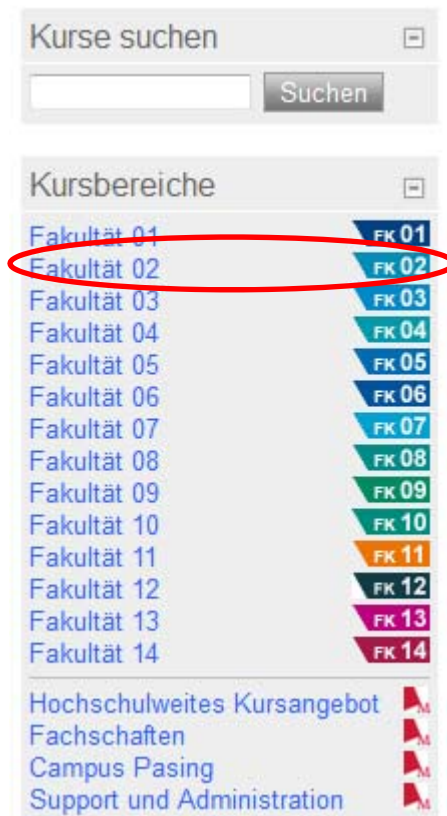 Kurse suchen
Suchen
Kursbereiche
Fakultät 01 FK 01
Fakultät 02 FK 02
Fakultät 03 FK 03
Fakultät 04 FK 04
Fakultät 05 FK 05
Fakultät 06 FK 06
Fakultät 07 FK 07
Fakultät 08 FK 08
Fakultät 09 FK 09
Fakultät 10 FK 10
Fakultät 11 FK 11
Fakultät 12 FK 12
Fakultät 13 FK 13
Fakultät 14 FK 14
Hochschulweites Kursangebot M
Fachschaften M
Campus Pasing M
Support und Administration M